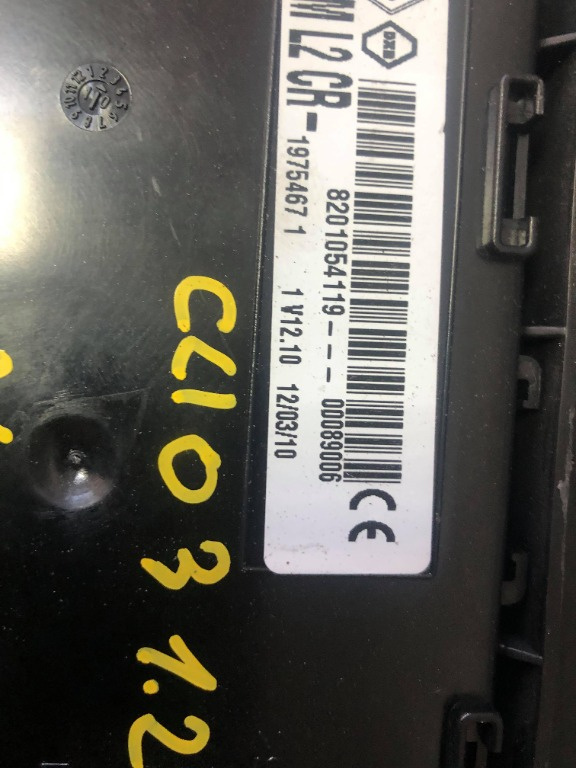 M L2 CR-
8201054119--- 00089006
1975467 1 1 V12.10 12/03/10
CE
CLIO 3 1.2